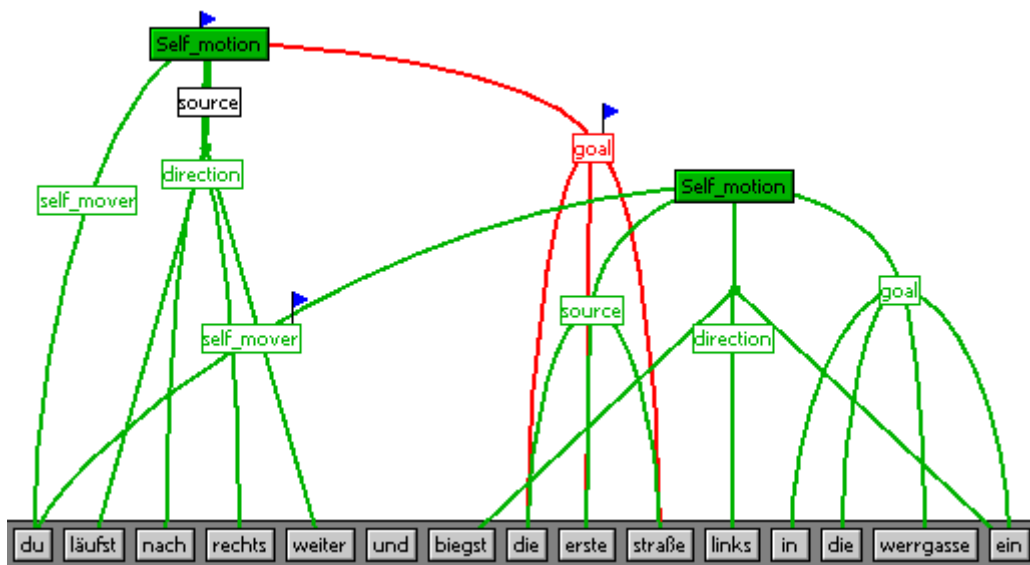 Self_motion
source
goal
direction
Self_motion
self_mover
goal
source
self_mover
direction
du läufst nach rechts weiter und biegst die erste straße links in die werrgasse ein